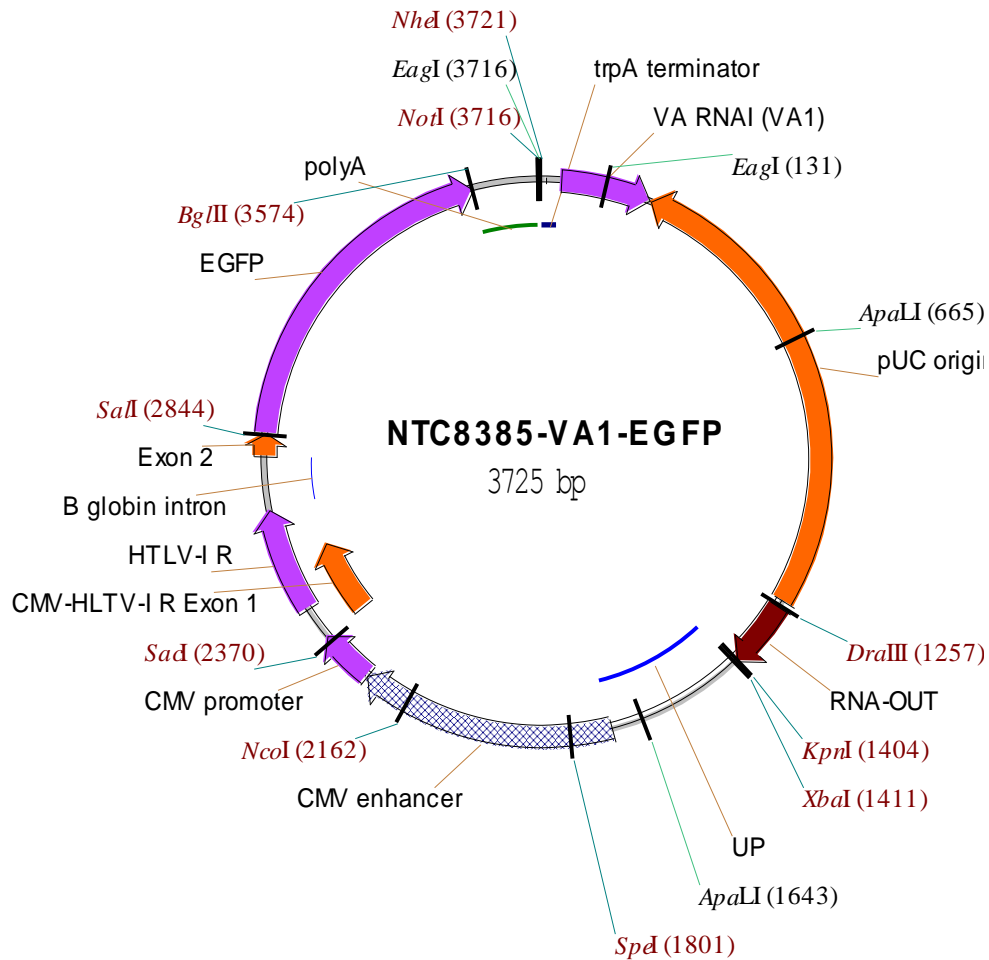 NheI (3721)
EagI (3716)
NotI (3716)
trpA terminator
VA RNAI (VA1)
EagI (131)
polyA
BglII (3574)
EGFP
ApaLI (665)
pUC origin
SalI (2844)
Exon 2
B globin intron
HTLV-I R
CMV-HLTV-I R Exon 1
SacI (2370)
CMV promoter
NcoI (2162)
CMV enhancer
NTC8385-VA1-EGFP
3725 bp
DraIII (1257)
RNA-OUT
KpnI (1404)
XbaI (1411)
UP
ApaLI (1643)
SpeI (1801)